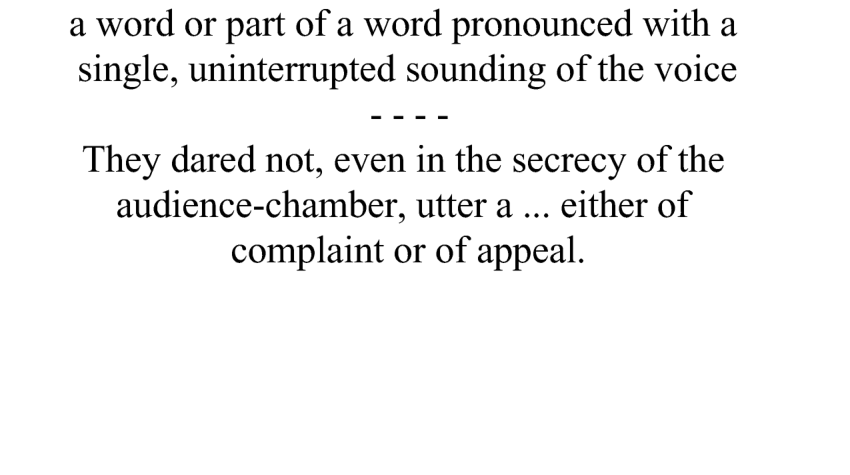 a word or part of a word pronounced with a
single, uninterrupted sounding of the voice
- - - -
They dared not, even in the secrecy of the
audience-chamber, utter a ... either of
complaint or of appeal.